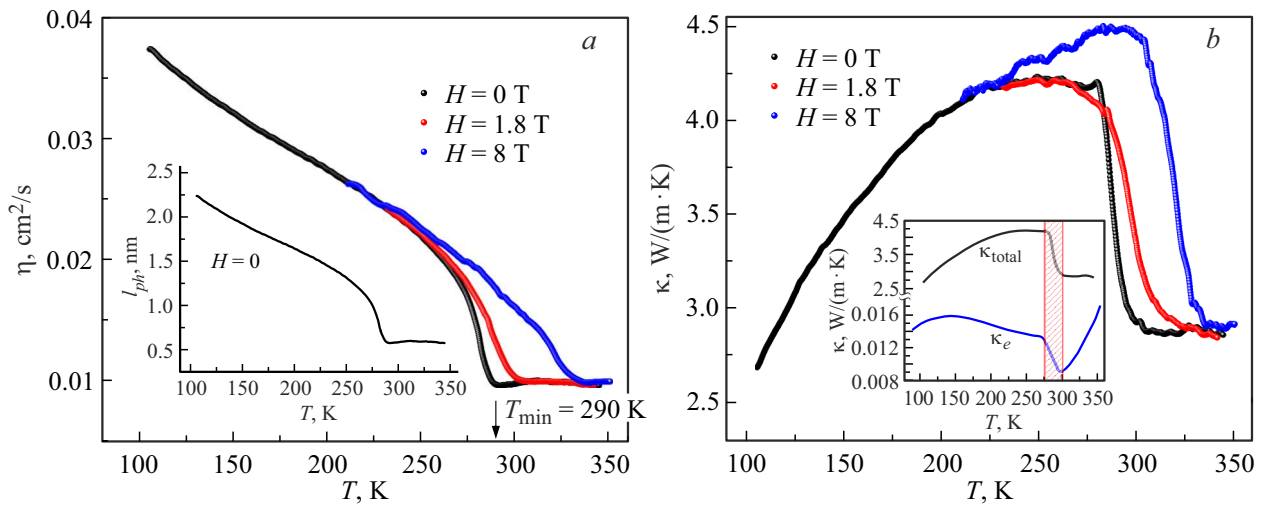 a
0.04
0.03
0.02
0.01
η, cm²/s
H = 0 T
H = 1.8 T
H = 8 T
2.5
2.0
1.5
1.0
0.5
l_ph, nm
H = 0
100 150 200 250 300 350
T, K
T_min = 290 K
100 150 200 250 300 350
T, K
b
4.5
4.0
3.5
3.0
2.5
κ, W/(m · K)
H = 0 T
H = 1.8 T
H = 8 T
4.5
3.5
2.5
0.016
0.012
0.008
κ, W/(m · K)
κ_total
κ_e
100 150 200 250 300 350
T, K
100 150 200 250 300 350
T, K